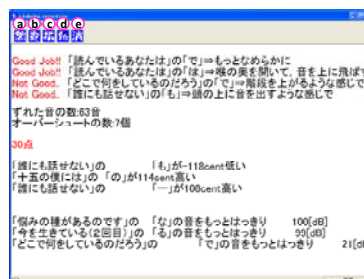 a b c d e
Good Job!! 「読んでいるあなたは」の「で」⇒もっとなめらかに
Good Job!! 「読んでいるあなたは」の「は」⇒喉の奥を開いて, 音を上に飛ばす
Not Good. 「どこで何をしているのだろう」の「で」⇒階段を上がるような感じで
Not Good. 「誰にも話せない」の「も」⇒頭の上に音を出すような感じで
ずれた音の数:63音
オーバーシュートの数:7個
30点
「誰にも話せない」の 「も」が-118cent低い
「十五の僕には」の 「の」が114cent高い
「誰にも話せない」の 「ー」が108cent高い
「悩みの種があるのです」の 「な」の音をもっとはっきり 100[dB]
「今を生きている(2回目)」の 「る」の音をもっとはっきり 99[dB]
「どこで何をしているのだろう」の 「で」の音をもっとはっきり 21[dB